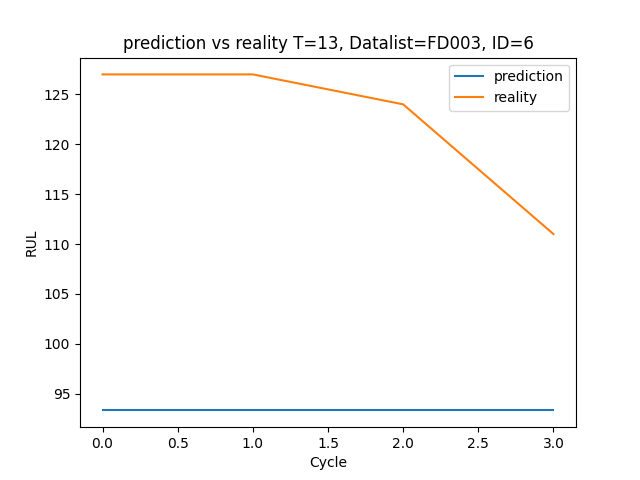 prediction vs reality T=13, Datalist=FD003, ID=6
prediction
reality
125
120
115
110
105
100
95
RUL
0.0 0.5 1.0 1.5 2.0 2.5 3.0
Cycle